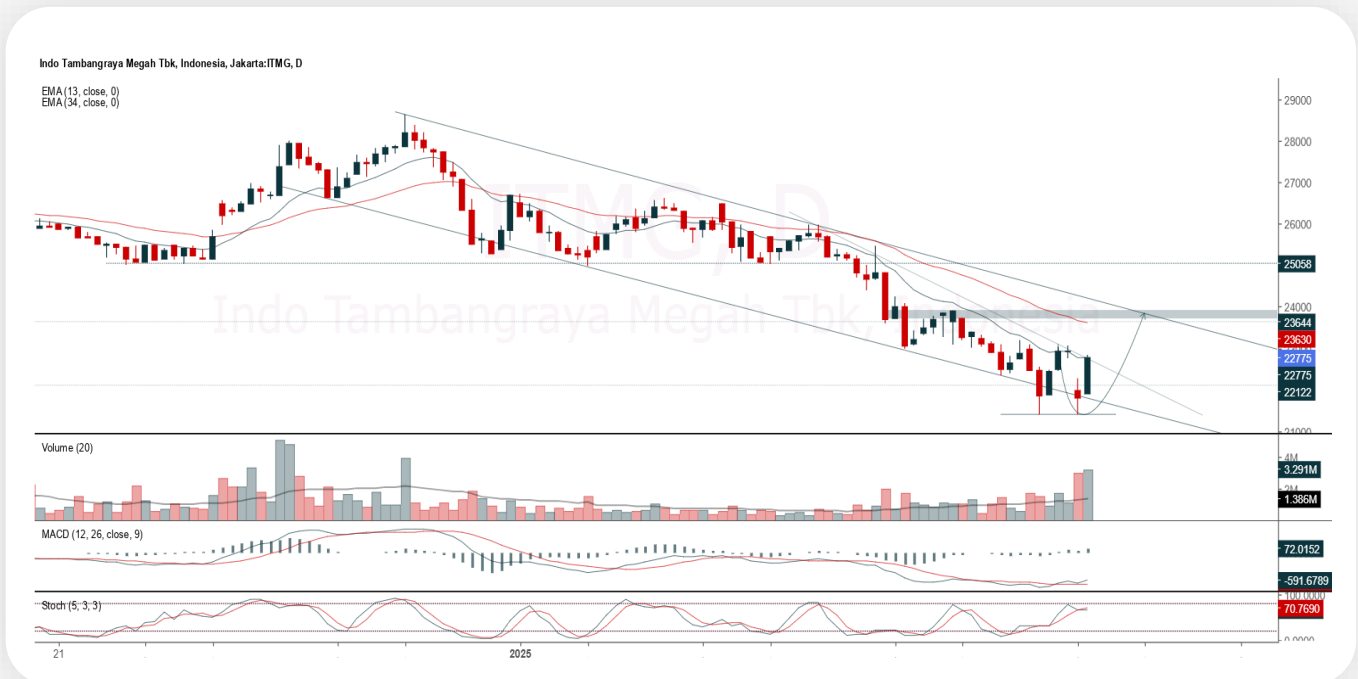 Indo Tambangraya Megah Tbk, Indonesia, Jakarta:ITMG, D
EMA (13, close, 0)
EMA (34, close, 0)
ITMG, D
Indo Tambangraya Megah Tbk, Indonesia
29000
28000
27000
26000
25058
24000
23644
23630
22775
22775
22122
21000
Volume (20)
4M
3.291M
2M
1.386M
MACD (12, 26, close, 9)
72.0152
-591.6789
Stoch (5, 3, 3)
100.0000
70.7690
0.0000
21
2025